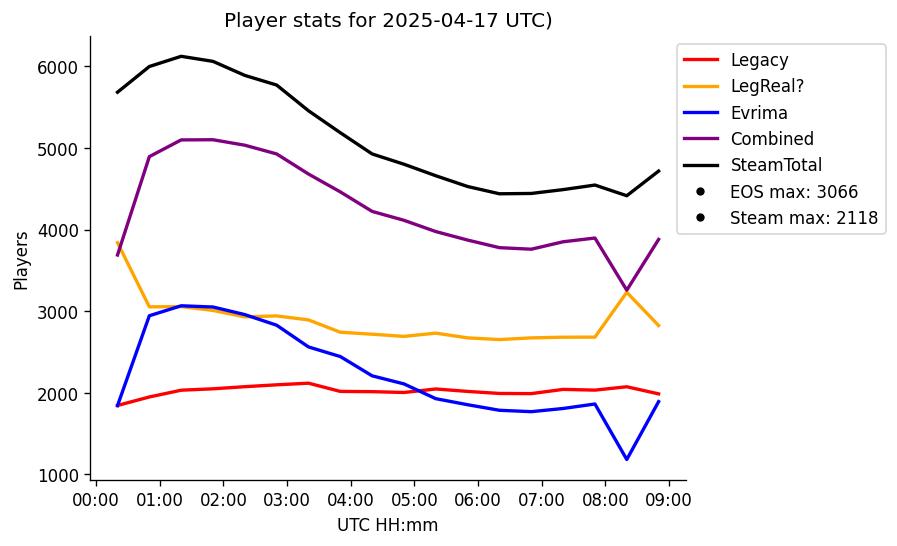 Player stats for 2025-04-17 UTC)
Legacy
LegReal?
Evrima
Combined
SteamTotal
EOS max: 3066
Steam max: 2118
Players
6000
5000
4000
3000
2000
1000
00:00 01:00 02:00 03:00 04:00 05:00 06:00 07:00 08:00 09:00
UTC HH:mm